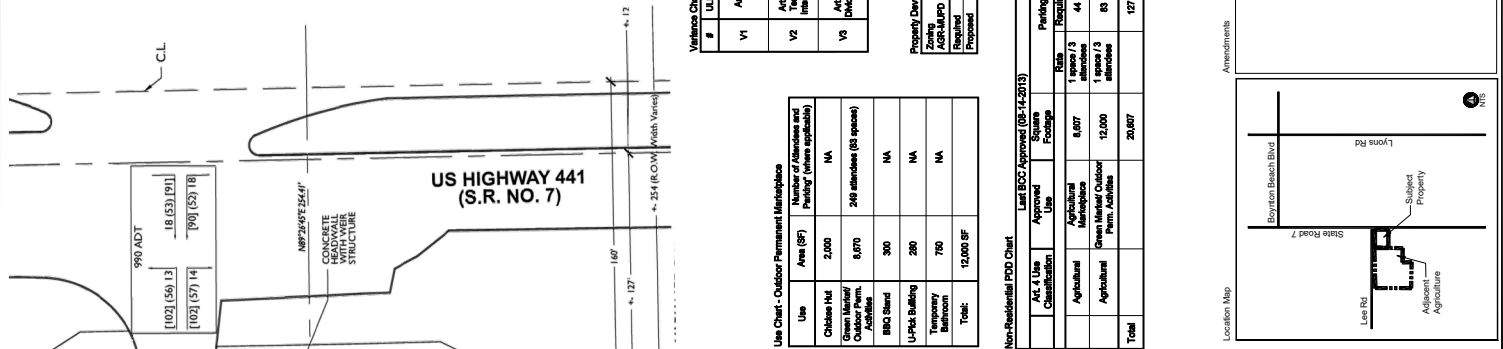 C.L.
990 ADT
18 (53) [91]
[90] (52) 18
[102] (56) 13
[102] (57) 14
N89°26'45"E 254.41'
CONCRETE
HEADWALL
WITH WEIR
STRUCTURE
US HIGHWAY 441
(S.R. NO. 7)
160'
+- 127'
+- 254 (R.O.W. Width Varies)
+- 12
Variance Ch
#
UL
V1
V2
V3
Property Dev
Zoning
AGR-MUPD
Required
Proposed
Use Chart - Outdoor Permanent Marketplace
Use Area (SF) Number of Attendees and
Parking* (where applicable)
Chickee Hut 2,000 NA
Green Market/
Outdoor Perm.
Activities 8,670 249 attendees (83 spaces)
BBQ Stand 300 NA
U-Pick Building 280 NA
Temporary
Bathroom 750 NA
Total: 12,000 SF
Non-Residential PDD Chart
Last BCC Approved (08-14-2013)
Art. 4 Use
Classification Approved
Use Square
Footage Parking
Rate
Agricultural Agricultural
Marketplace 8,607 1 space / 3
attendees 44
Agricultural Green Market/ Outdoor
Perm. Activities 12,000 1 space / 3
attendees 83
Total 20,607 127
Amendments
Location Map
Boynton Beach Blvd
Lyons Rd
State Road 7
Lee Rd
Subject
Property
Adjacent
Agriculture
NTS